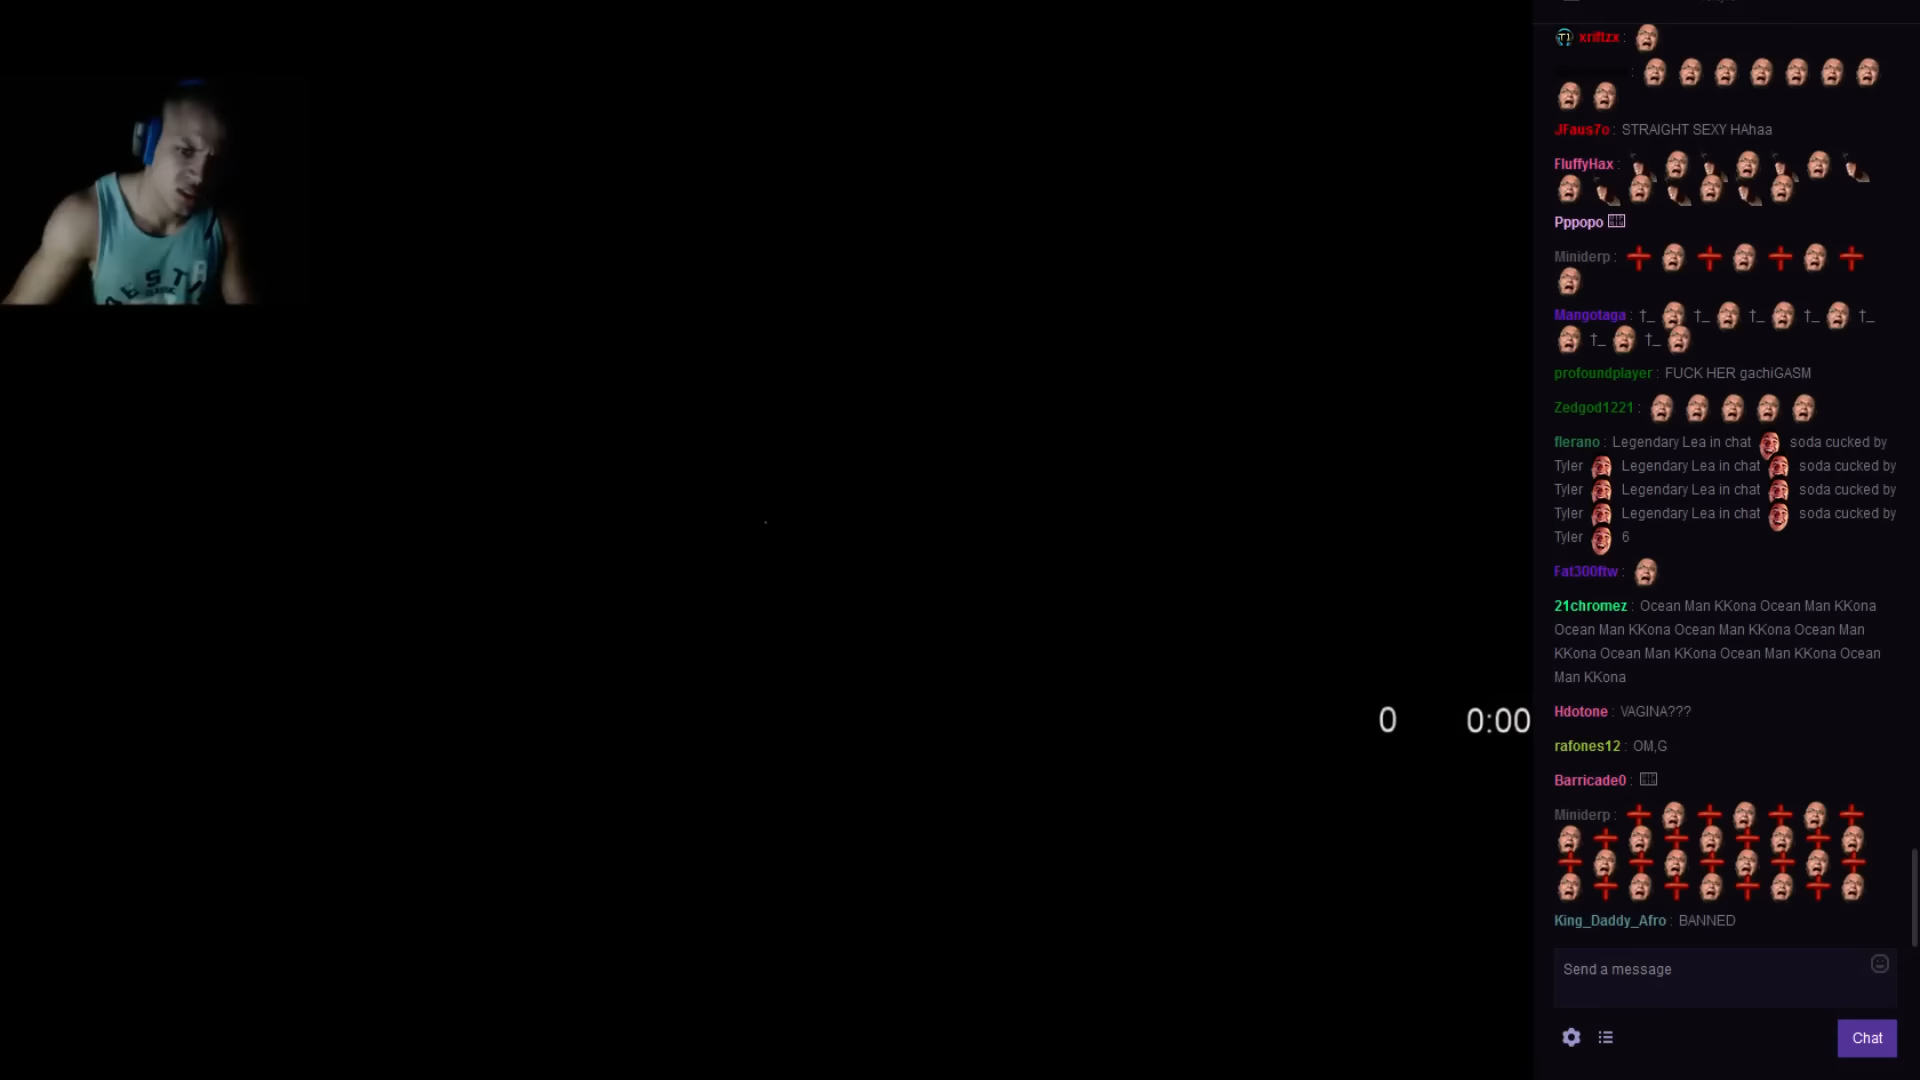 xriftzx :
:
JFaus7o : STRAIGHT SEXY HAhaa
FluffyHax :
Pppopo
Miniderp :
Mangotaga : †_ †_ †_ †_ †_
†_ †_
profoundplayer : FUCK HER gachiGASM
Zedgod1221 :
flerano : Legendary Lea in chat soda cucked by
Tyler Legendary Lea in chat soda cucked by
Tyler Legendary Lea in chat soda cucked by
Tyler Legendary Lea in chat soda cucked by
Tyler 6
Fat300ftw :
21chromez : Ocean Man KKona Ocean Man KKona
Ocean Man KKona Ocean Man KKona Ocean Man
KKona Ocean Man KKona Ocean Man KKona Ocean
Man KKona
Hdotone : VAGINA???
rafones12 : OM,G
Barricade0 :
Miniderp :
King_Daddy_Afro : BANNED
Send a message
Chat
0 0:00